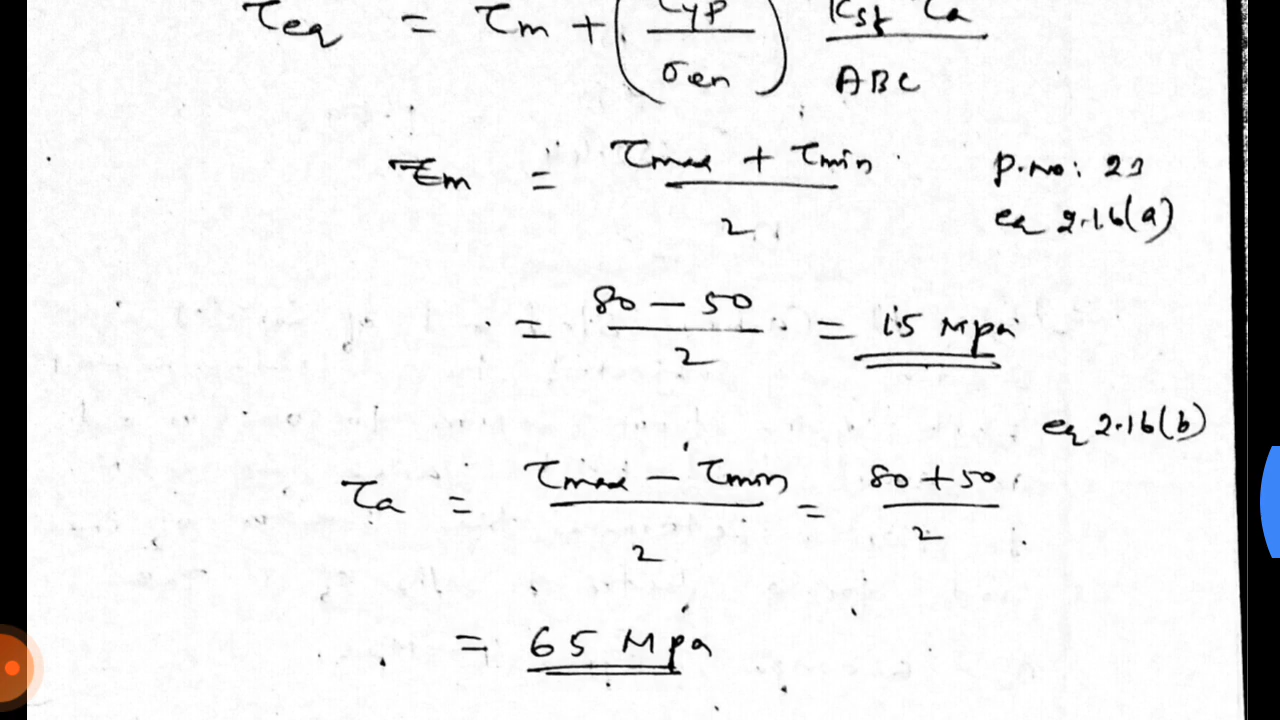 τeq = τm + (τyp / σen) Ksf τa / ABC
τm = τmax + τmin / 2 P.no: 23
eq 2.16(a)
= 80 - 50 / 2 = 15 Mpa
eq 2.16(b)
τa = τmax - τmin / 2 = 80 + 50 / 2
= 65 Mpa